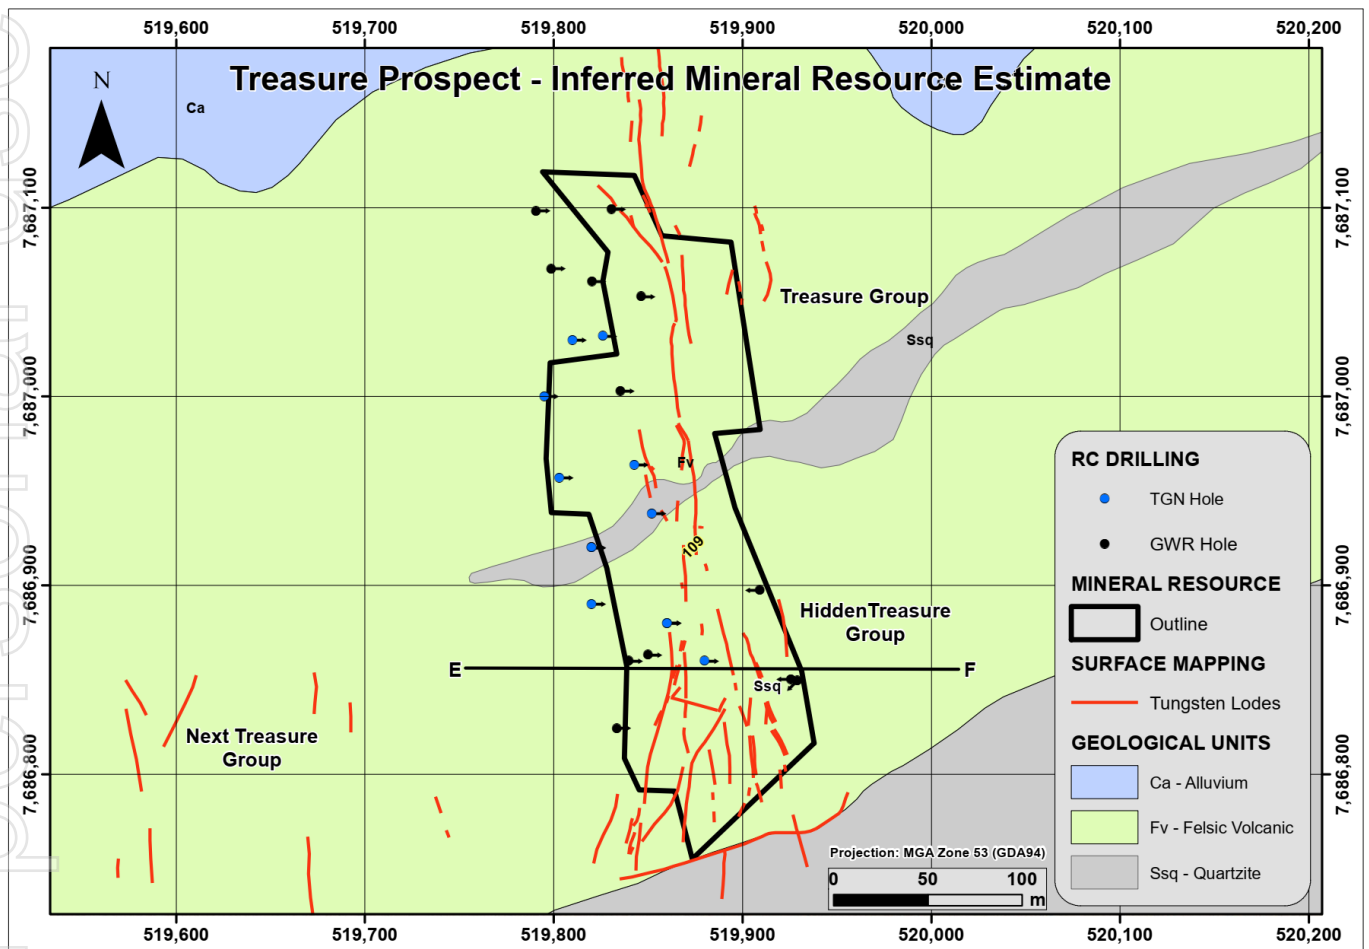 519,600 519,700 519,800 519,900 520,000 520,100 520,200
Treasure Prospect - Inferred Mineral Resource Estimate
N
Ca
7,687,100
7,687,100
Treasure Group
Ssq
7,687,000
7,687,000
Fv
109
7,686,900
7,686,900
HiddenTreasure
Group
E
F
Ssq
Next Treasure
Group
7,686,800
7,686,800
RC DRILLING
TGN Hole
GWR Hole
MINERAL RESOURCE
Outline
SURFACE MAPPING
Tungsten Lodes
GEOLOGICAL UNITS
Ca - Alluvium
Fv - Felsic Volcanic
Ssq - Quartzite
Projection: MGA Zone 53 (GDA94)
0 50 100
m
519,600 519,700 519,800 519,900 520,000 520,100 520,200